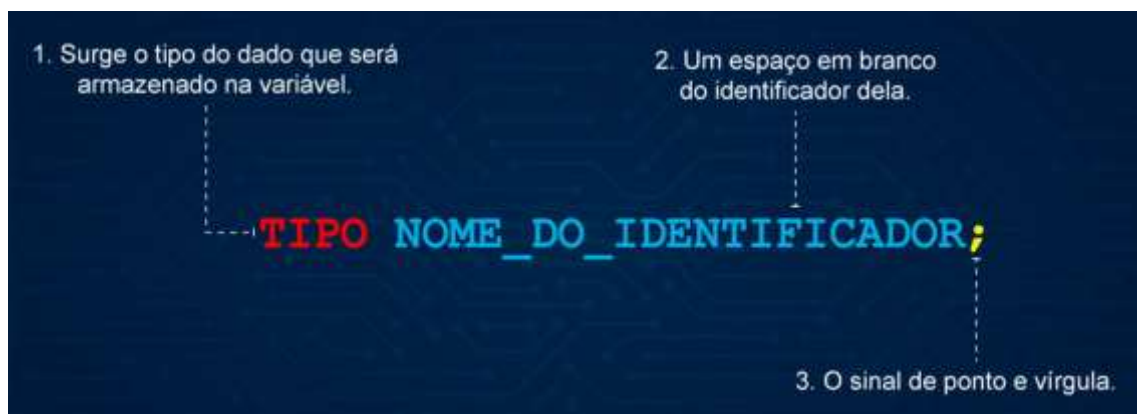 1. Surge o tipo do dado que será
armazenado na variável.
2. Um espaço em branco
do identificador dela.
TIPO NOME_DO_IDENTIFICADOR;
3. O sinal de ponto e vírgula.